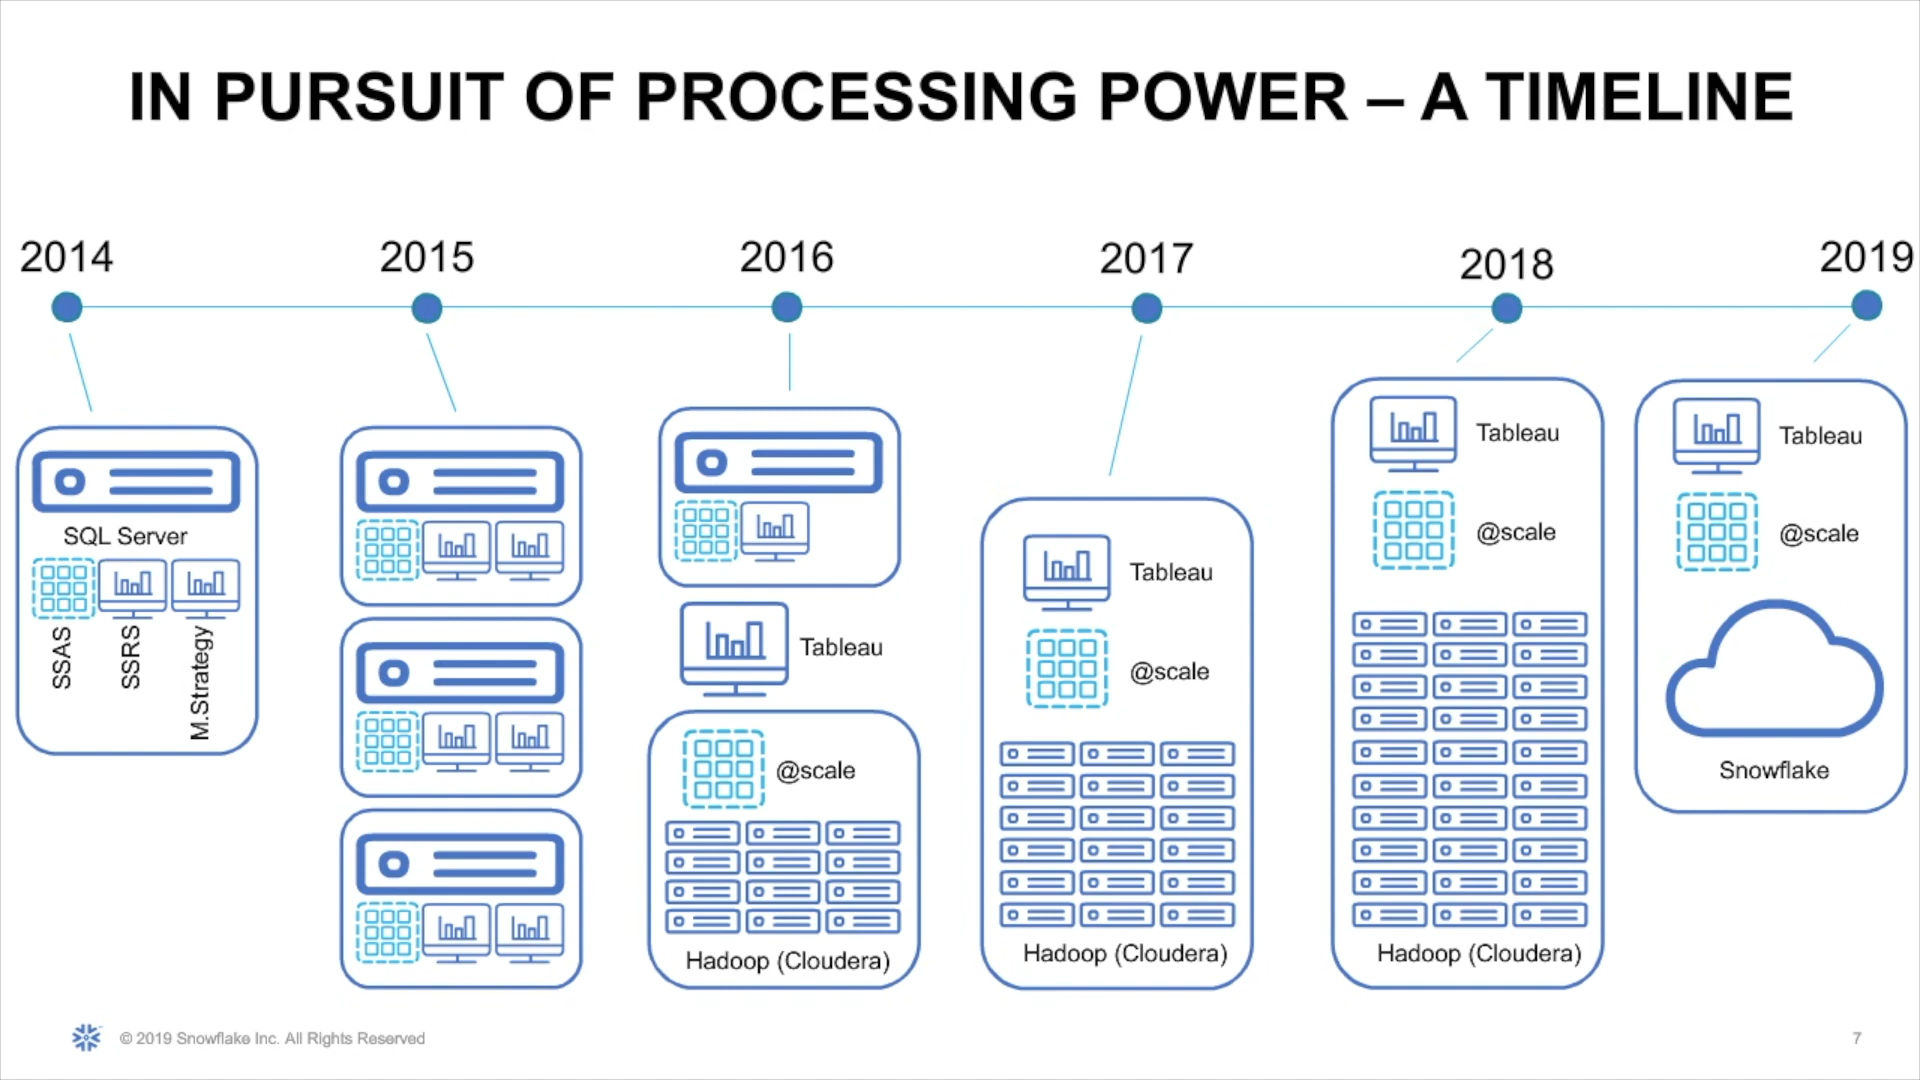 IN PURSUIT OF PROCESSING POWER – A TIMELINE
2014
2015
2016
2017
2018
2019
SQL Server
SSAS
SSRS
M.Strategy
Tableau
@scale
Hadoop (Cloudera)
Tableau
@scale
Hadoop (Cloudera)
Tableau
@scale
Hadoop (Cloudera)
Tableau
@scale
Snowflake
© 2019 Snowflake Inc. All Rights Reserved
7